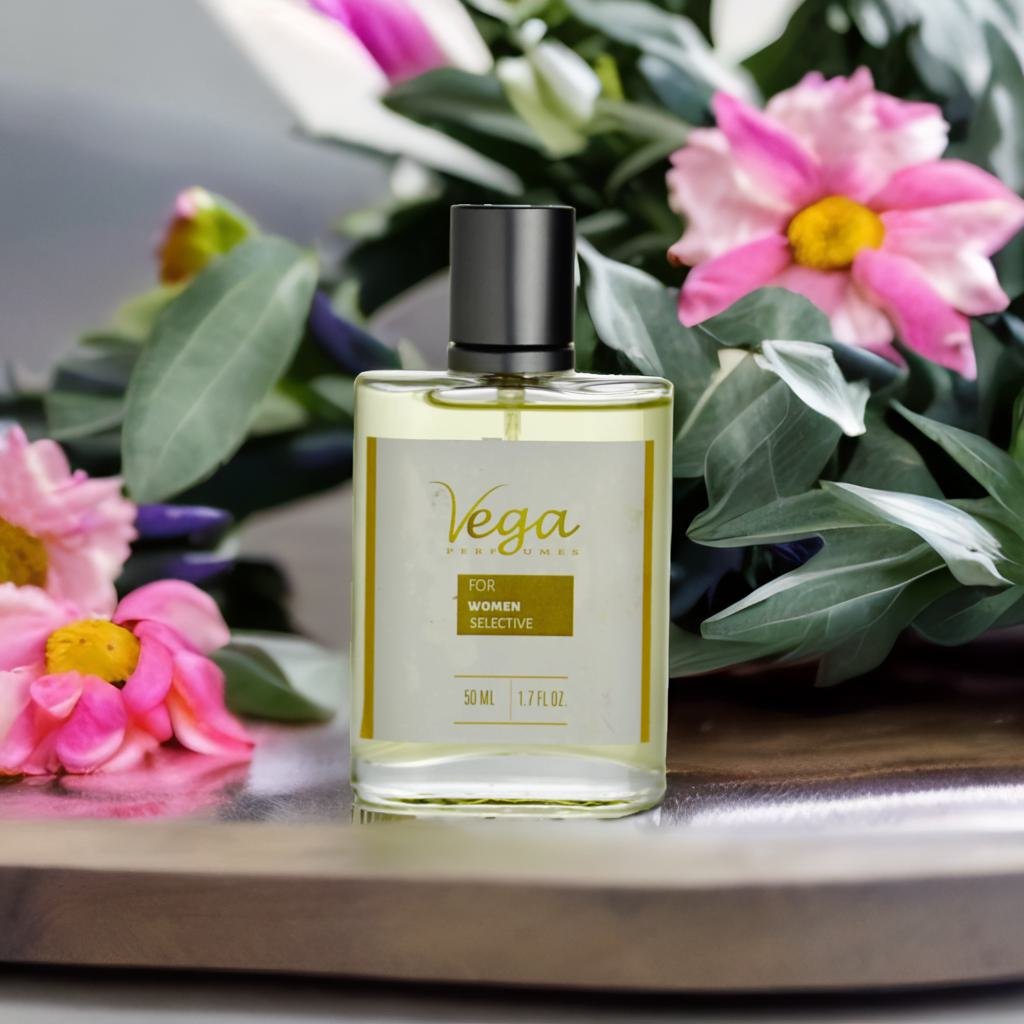 Vega
PERFUMES
FOR
WOMEN
SELECTIVE
50 ML 1.7 FL OZ.